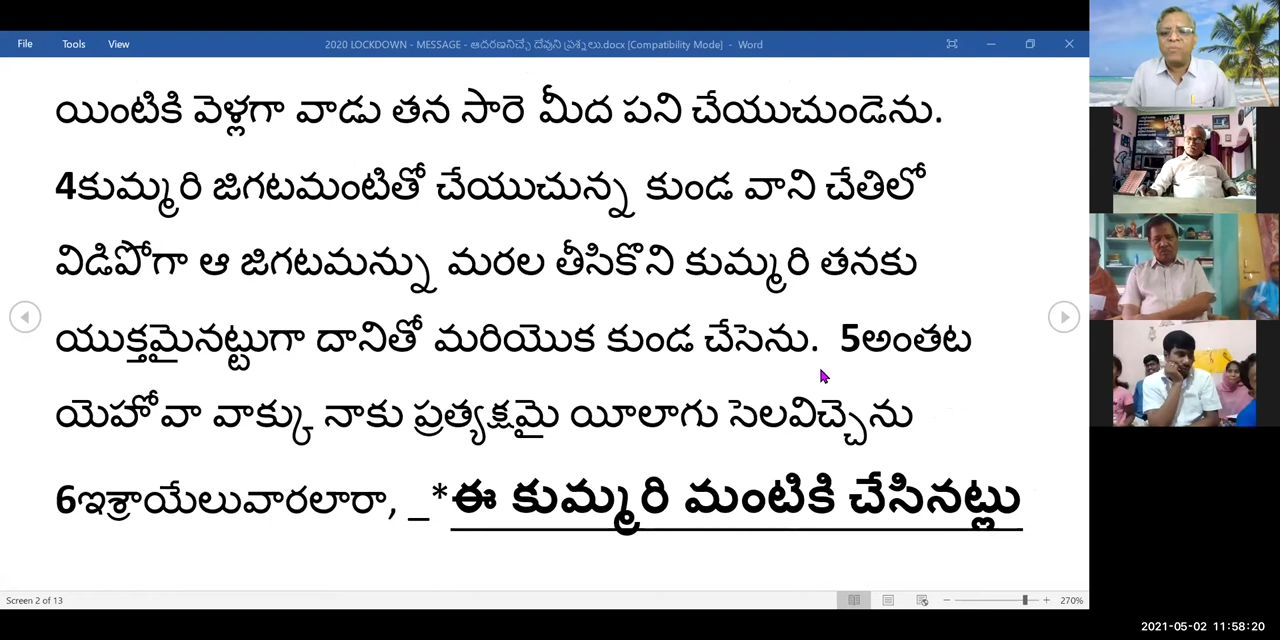 File Tools View 2020 LOCKDOWN - MESSAGE - ఆదరణనిచ్చే దేవుని ప్రశ్నలు.docx [Compatibility Mode] - Word
యింటికి వెళ్లగా వాడు తన సారె మీద పని చేయుచుండెను.
4కుమ్మరి జిగటమంటితో చేయుచున్న కుండ వాని చేతిలో
విడిపోగా ఆ జిగటమన్ను మరల తీసికొని కుమ్మరి తనకు
యుక్తమైనట్టుగా దానితో మరియొక కుండ చేసెను. 5అంతట
యెహోవా వాక్కు నాకు ప్రత్యక్షమై యీలాగు సెలవిచ్చెను
6ఇశ్రాయేలువారలారా, _*ఈ కుమ్మరి మంటికి చేసినట్లు
Screen 2 of 13 270%
2021-05-02 11:58:20